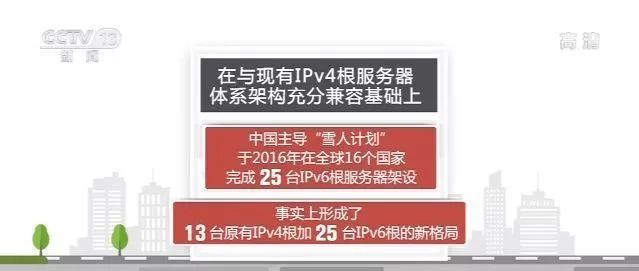 CCTV 13
新闻
高清
在与现有IPv4根服务器
体系架构充分兼容基础上
中国主导“雪人计划”
于2016年在全球16个国家
完成 25 台IPv6根服务器架设
事实上形成了
13 台原有IPv4根加 25 台IPv6根的新格局